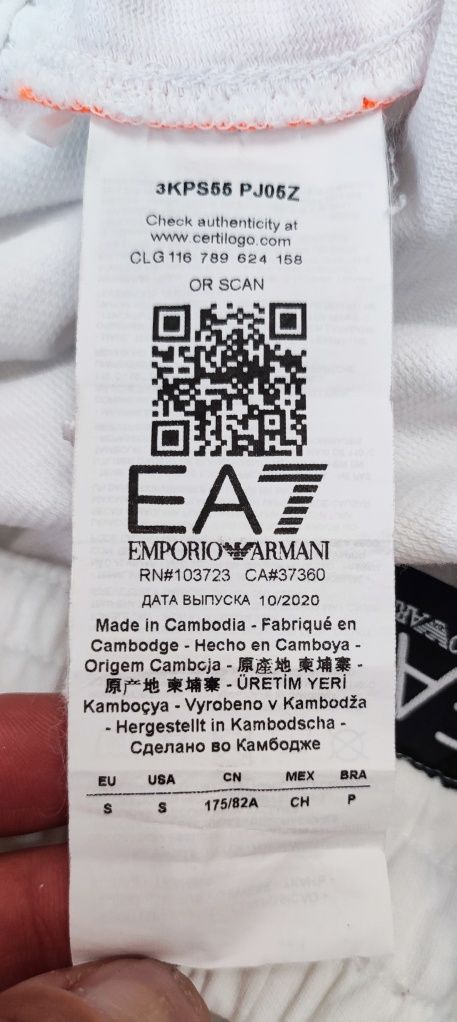 3KPS55 PJ05Z
Check authenticity at
www.certilogo.com
CLG 116 789 624 158
OR SCAN
EA7
EMPORIO ARMANI
RN#103723 CA#37360
ДАТА ВЫПУСКА 10/2020
Made in Cambodia - Fabriqué en
Cambodge - Hecho en Camboya -
Origem Camboja - 原產地 柬埔寨 -
原产地 柬埔寨 - ÜRETİM YERİ
Kamboçya - Vyrobeno v Kambodža
- Hergestellt in Kambodscha -
Сделано во Камбодже
EU USA CN MEX BRA
S S 175/82A CH P